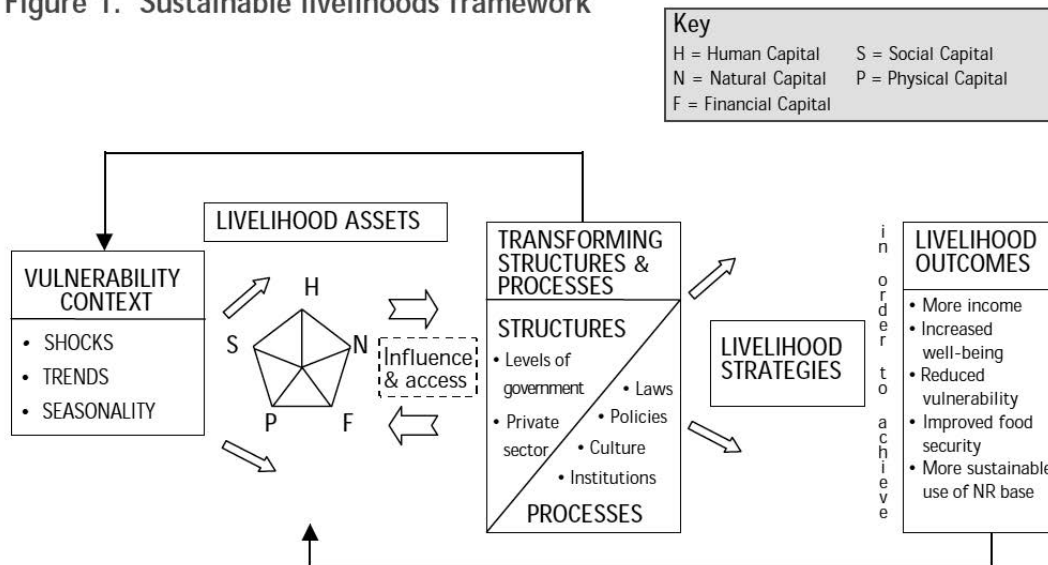 Figure 1. Sustainable livelihoods framework
Key
H = Human Capital S = Social Capital
N = Natural Capital P = Physical Capital
F = Financial Capital
LIVELIHOOD ASSETS
VULNERABILITY
CONTEXT
• SHOCKS
• TRENDS
• SEASONALITY
H
S
N
P
F
Influence
& access
TRANSFORMING
STRUCTURES &
PROCESSES
STRUCTURES
• Levels of
government
• Private
sector
• Laws
• Policies
• Culture
• Institutions
PROCESSES
LIVELIHOOD
STRATEGIES
in order to achieve
LIVELIHOOD
OUTCOMES
• More income
• Increased
well-being
• Reduced
vulnerability
• Improved food
security
• More sustainable
use of NR base